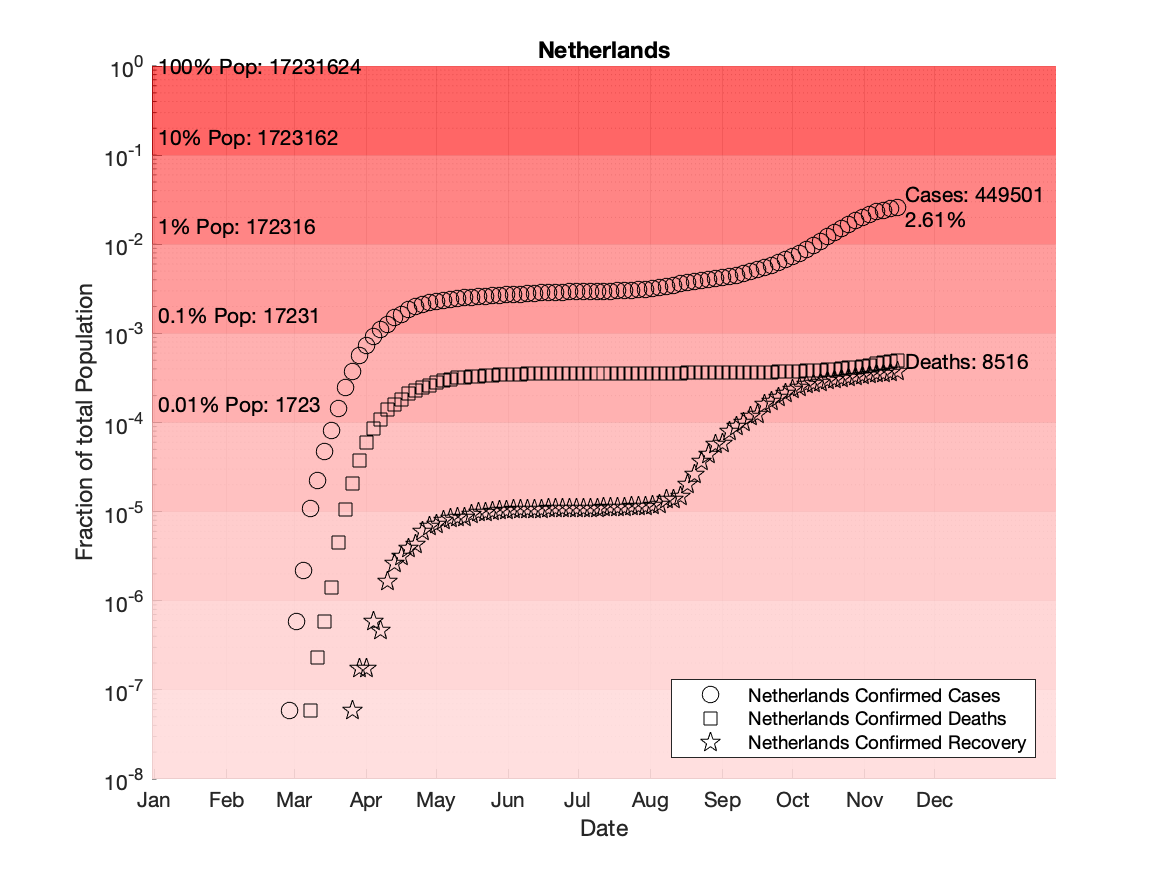 Netherlands
10^0
100% Pop: 17231624
10% Pop: 1723162
10^-1
Cases: 449501
2.61%
1% Pop: 172316
10^-2
0.1% Pop: 17231
10^-3
Deaths: 8516
0.01% Pop: 1723
10^-4
10^-5
10^-6
10^-7
10^-8
Fraction of total Population
Netherlands Confirmed Cases
Netherlands Confirmed Deaths
Netherlands Confirmed Recovery
Jan Feb Mar Apr May Jun Jul Aug Sep Oct Nov Dec
Date